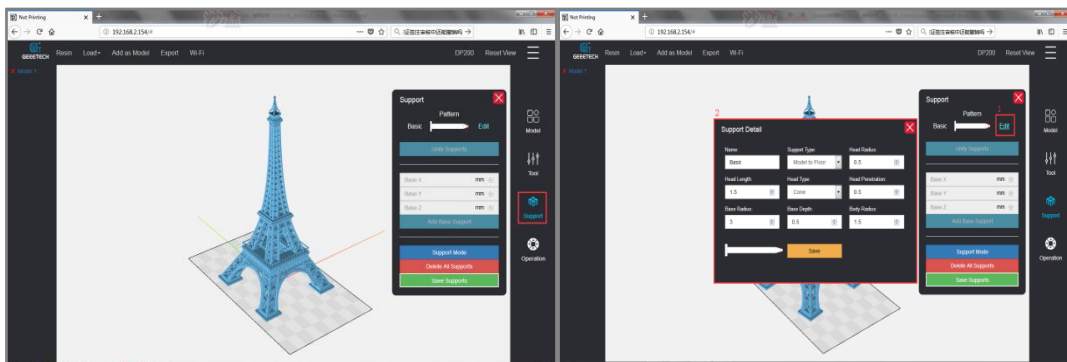 Not Printing
192.168.2.154/#
GEEETECH
Resin
Load
Add as Model
Export
Wi-Fi
DP200
Reset View
X Model 1
Support
Pattern
Basic
Edit
Unify Supports
Base X mm
Base Y mm
Base Z mm
Add Base Support
Support Mode
Delete All Supports
Save Supports
Model
Tool
Support
Operation
Not Printing
192.168.2.154/#
GEEETECH
Resin
Load
Add as Model
Export
Wi-Fi
DP200
Reset View
X Model 1
2
Support Detail
Name:
Support Type:
Head Radius:
Basic
Model to Floor
0.5
Head Length:
Head Type:
Head Penetration:
1.5
Cone
0.5
Base Radius:
Base Depth:
Body Radius:
3
0.5
1.5
Save
Support
Pattern
1
Basic
Edit
Unify Supports
Base X mm
Base Y mm
Base Z mm
Add Base Support
Support Mode
Delete All Supports
Save Supports
Model
Tool
Support
Operation